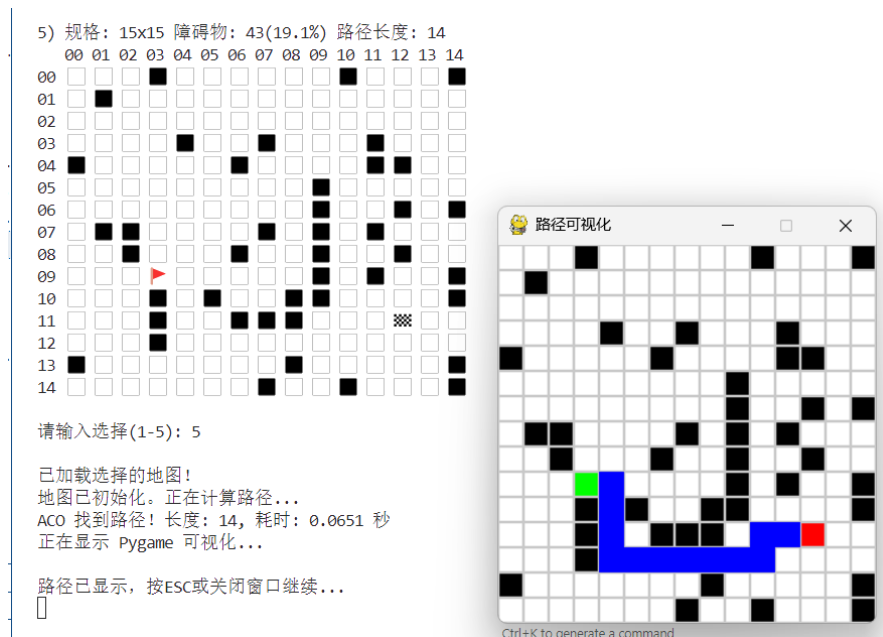 5) 规格: 15x15 障碍物: 43(19.1%) 路径长度: 14
00 01 02 03 04 05 06 07 08 09 10 11 12 13 14
00
01
02
03
04
05
06
07
08
09
10
11
12
13
14
请输入选择(1-5): 5
已加载选择的地图!
地图已初始化。正在计算路径...
ACO 找到路径! 长度: 14, 耗时: 0.0651 秒
正在显示 Pygame 可视化...
路径已显示，按ESC或关闭窗口继续...
路径可视化
Ctrl+K to generate a command